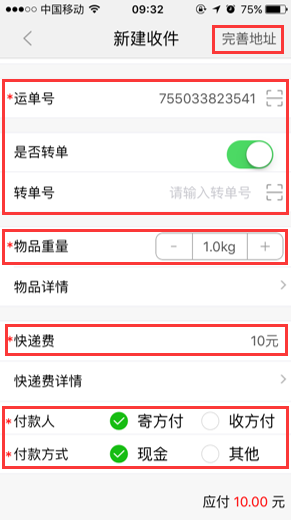 中国移动 09:32 75%
新建收件 完善地址
*运单号 755033823541
是否转单
转单号 请输入转单号
*物品重量 - 1.0kg +
物品详情
*快递费 10元
快递费详情
*付款人 寄方付 收方付
*付款方式 现金 其他
应付 10.00 元